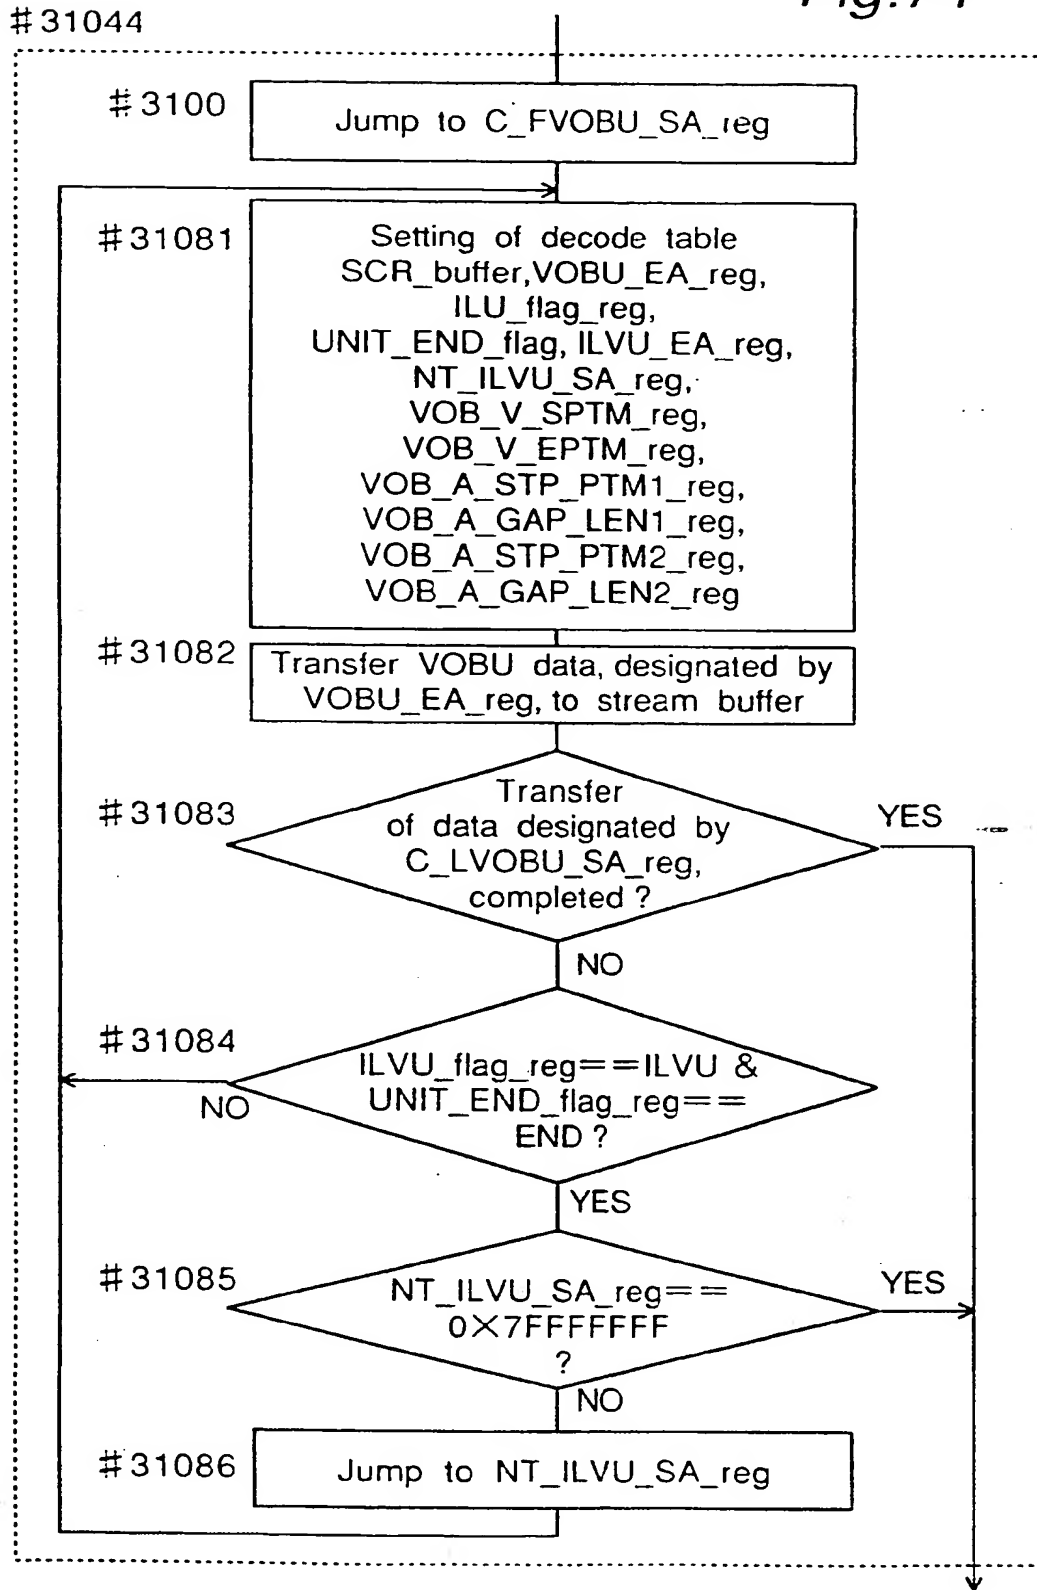 #31044
#3100
Jump to C_FVOBU_SA_reg
#31081
Setting of decode table
SCR_buffer,VOBU_EA_reg,
ILU_flag_reg,
UNIT_END_flag, ILVU_EA_reg,
NT_ILVU_SA_reg,
VOB_V_SPTM_reg,
VOB_V_EPTM_reg,
VOB_A_STP_PTM1_reg,
VOB_A_GAP_LEN1_reg,
VOB_A_STP_PTM2_reg,
VOB_A_GAP_LEN2_reg
#31082
Transfer VOBU data, designated by
VOBU_EA_reg, to stream buffer
#31083
Transfer
of data designated by
C_LVOBU_SA_reg,
completed ?
YES
NO
#31084
ILVU_flag_reg==ILVU &
UNIT_END_flag_reg==
END ?
NO
YES
#31085
NT_ILVU_SA_reg==
0X7FFFFFFF
?
YES
NO
#31086
Jump to NT_ILVU_SA_reg